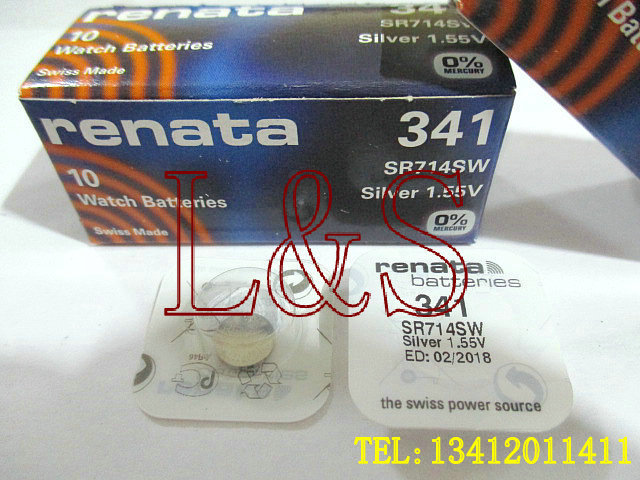 renata
341
10
Watch Batteries
SR714SW
Silver 1.55V
Swiss Made
0%
MERCURY
renata
341
10
Watch Batteries
SR714SW
Silver 1.55V
Swiss Made
0%
MERCURY
L&S
renata
batteries
341
SR714SW
Silver 1.55V
ED: 02/2018
the swiss power source
TEL:13412011411